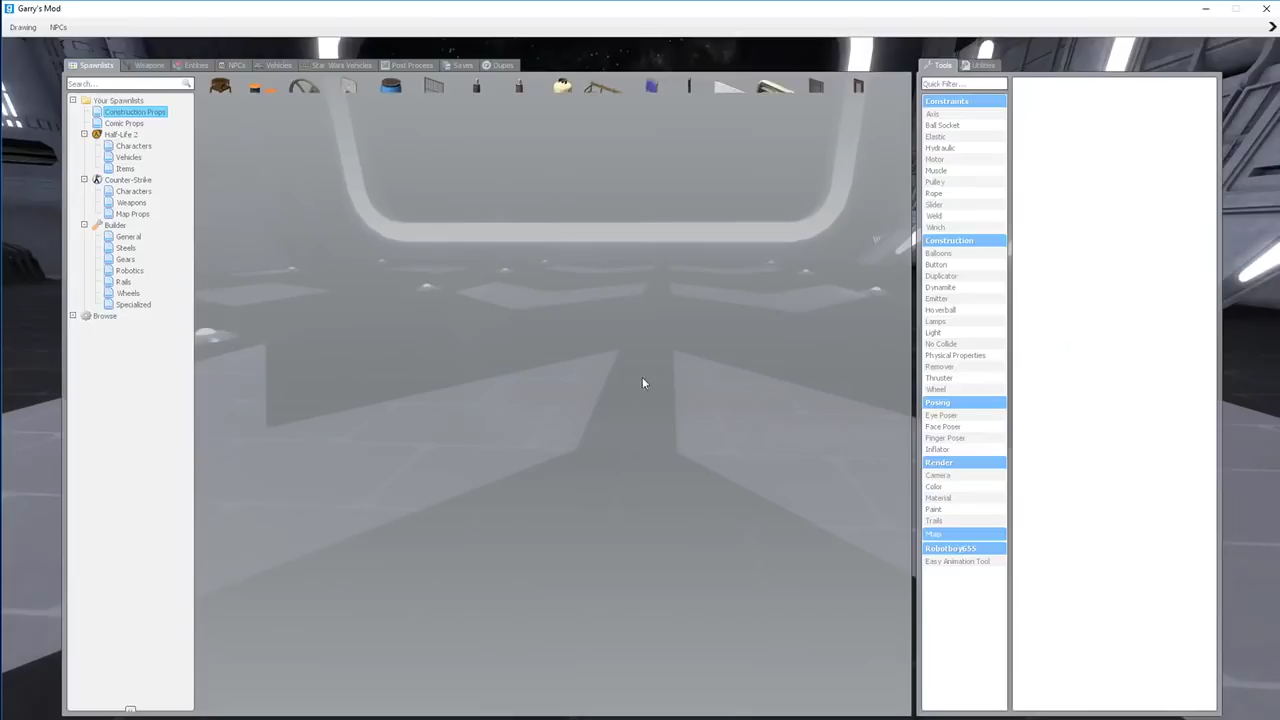 Garry's Mod
Drawing NPCs
Spawnlists Weapons Entities NPCs Vehicles Star Wars Vehicles Post Process Saves Dupes
Search...
Your Spawnlists
Construction Props
Comic Props
Half-Life 2
Characters
Vehicles
Items
Counter-Strike
Characters
Weapons
Map Props
Builder
General
Steels
Gears
Robotics
Rails
Wheels
Specialized
Browse
Tools Utilities
Quick Filter...
Constraints
Axis
Ball Socket
Elastic
Hydraulic
Motor
Muscle
Pulley
Rope
Slider
Weld
Winch
Construction
Balloons
Button
Duplicator
Dynamite
Emitter
Hoverball
Lamps
Light
No Collide
Physical Properties
Remover
Thruster
Wheel
Posing
Eye Poser
Face Poser
Finger Poser
Inflator
Render
Camera
Color
Material
Paint
Trails
Map
Robotboy655
Easy Animation Tool